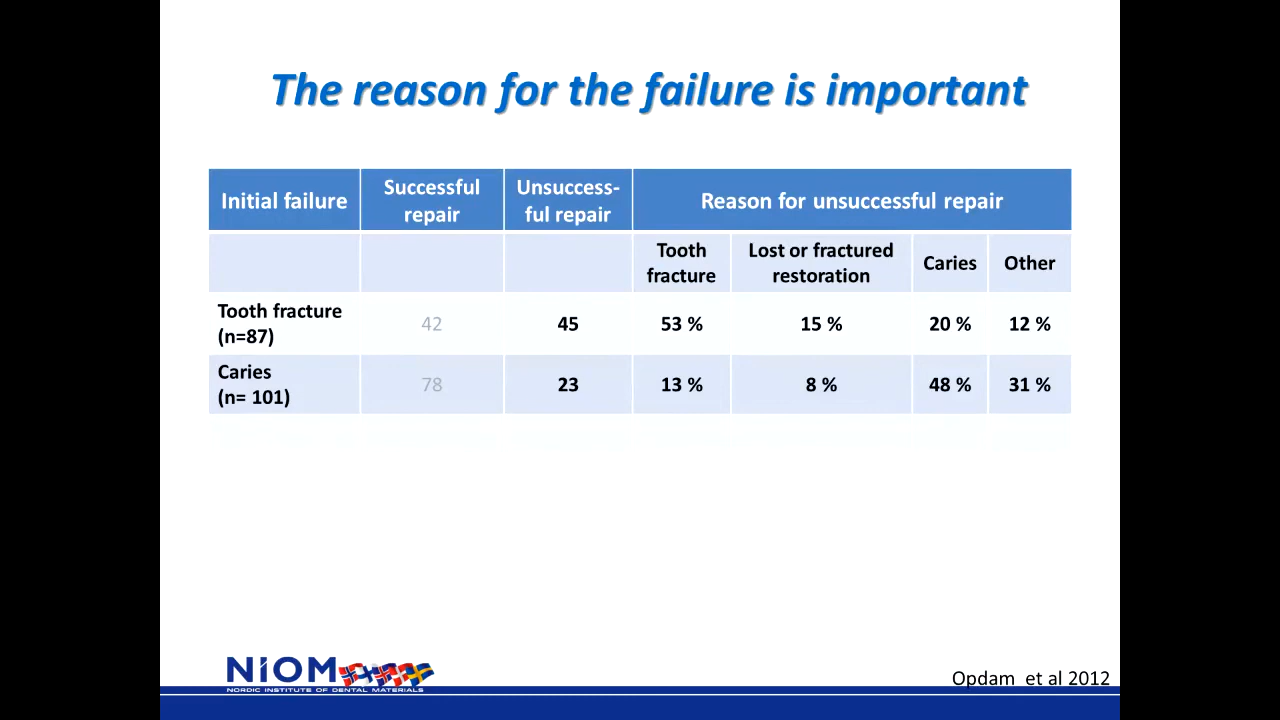 The reason for the failure is important
Initial failure
Successful
repair
Unsuccess-
ful repair
Reason for unsuccessful repair
Tooth
fracture
Lost or fractured
restoration
Caries
Other
Tooth fracture
(n=87)
42
45
53 %
15 %
20 %
12 %
Caries
(n= 101)
78
23
13 %
8 %
48 %
31 %
NIOM
NORDIC INSTITUTE OF DENTAL MATERIALS
Opdam et al 2012